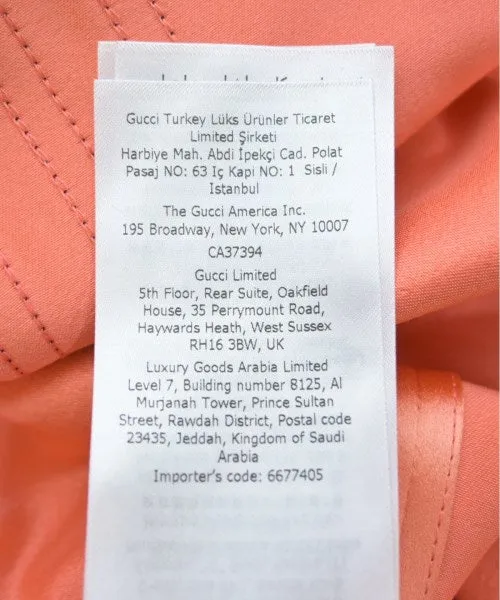 Gucci Turkey Lüks Ürünler Ticaret
Limited Şirketi
Harbiye Mah. Abdi İpekçi Cad. Polat
Pasaj NO: 63 Iç Kapi NO: 1 Sisli /
Istanbul
The Gucci America Inc.
195 Broadway, New York, NY 10007
CA37394
Gucci Limited
5th Floor, Rear Suite, Oakfield
House, 35 Perrymount Road,
Haywards Heath, West Sussex
RH16 3BW, UK
Luxury Goods Arabia Limited
Level 7, Building number 8125, Al
Murjanah Tower, Prince Sultan
Street, Rawdah District, Postal code
23435, Jeddah, Kingdom of Saudi
Arabia
Importer's code: 6677405